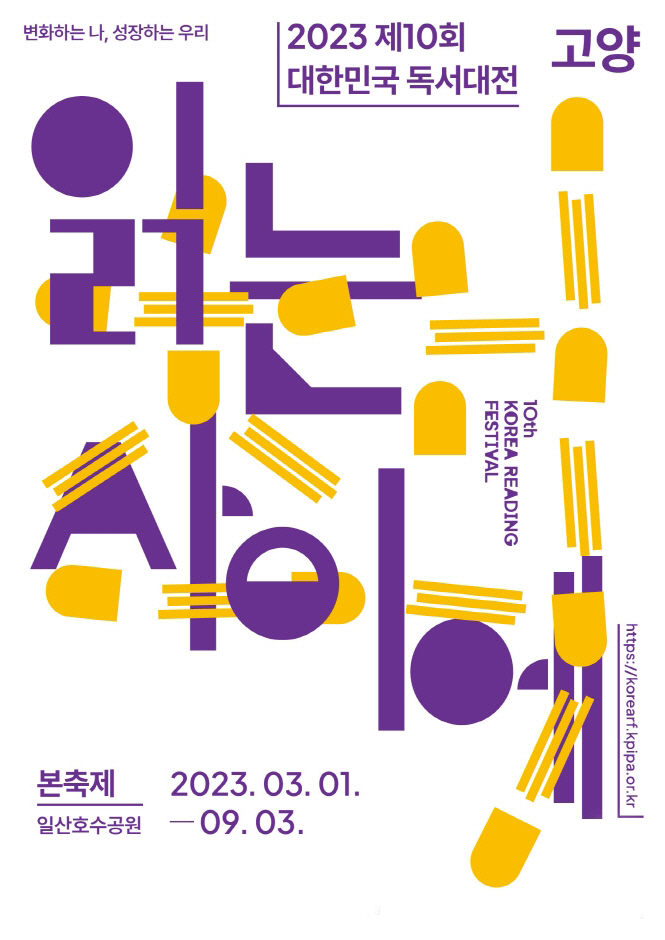 변화하는 나, 성장하는 우리
2023 제10회
대한민국 독서대전
고양
읽는
사이에
10th
KOREA READING
FESTIVAL
https://korearf.kpipa.or.kr
본축제
일산호수공원
2023. 03. 01.
— 09. 03.